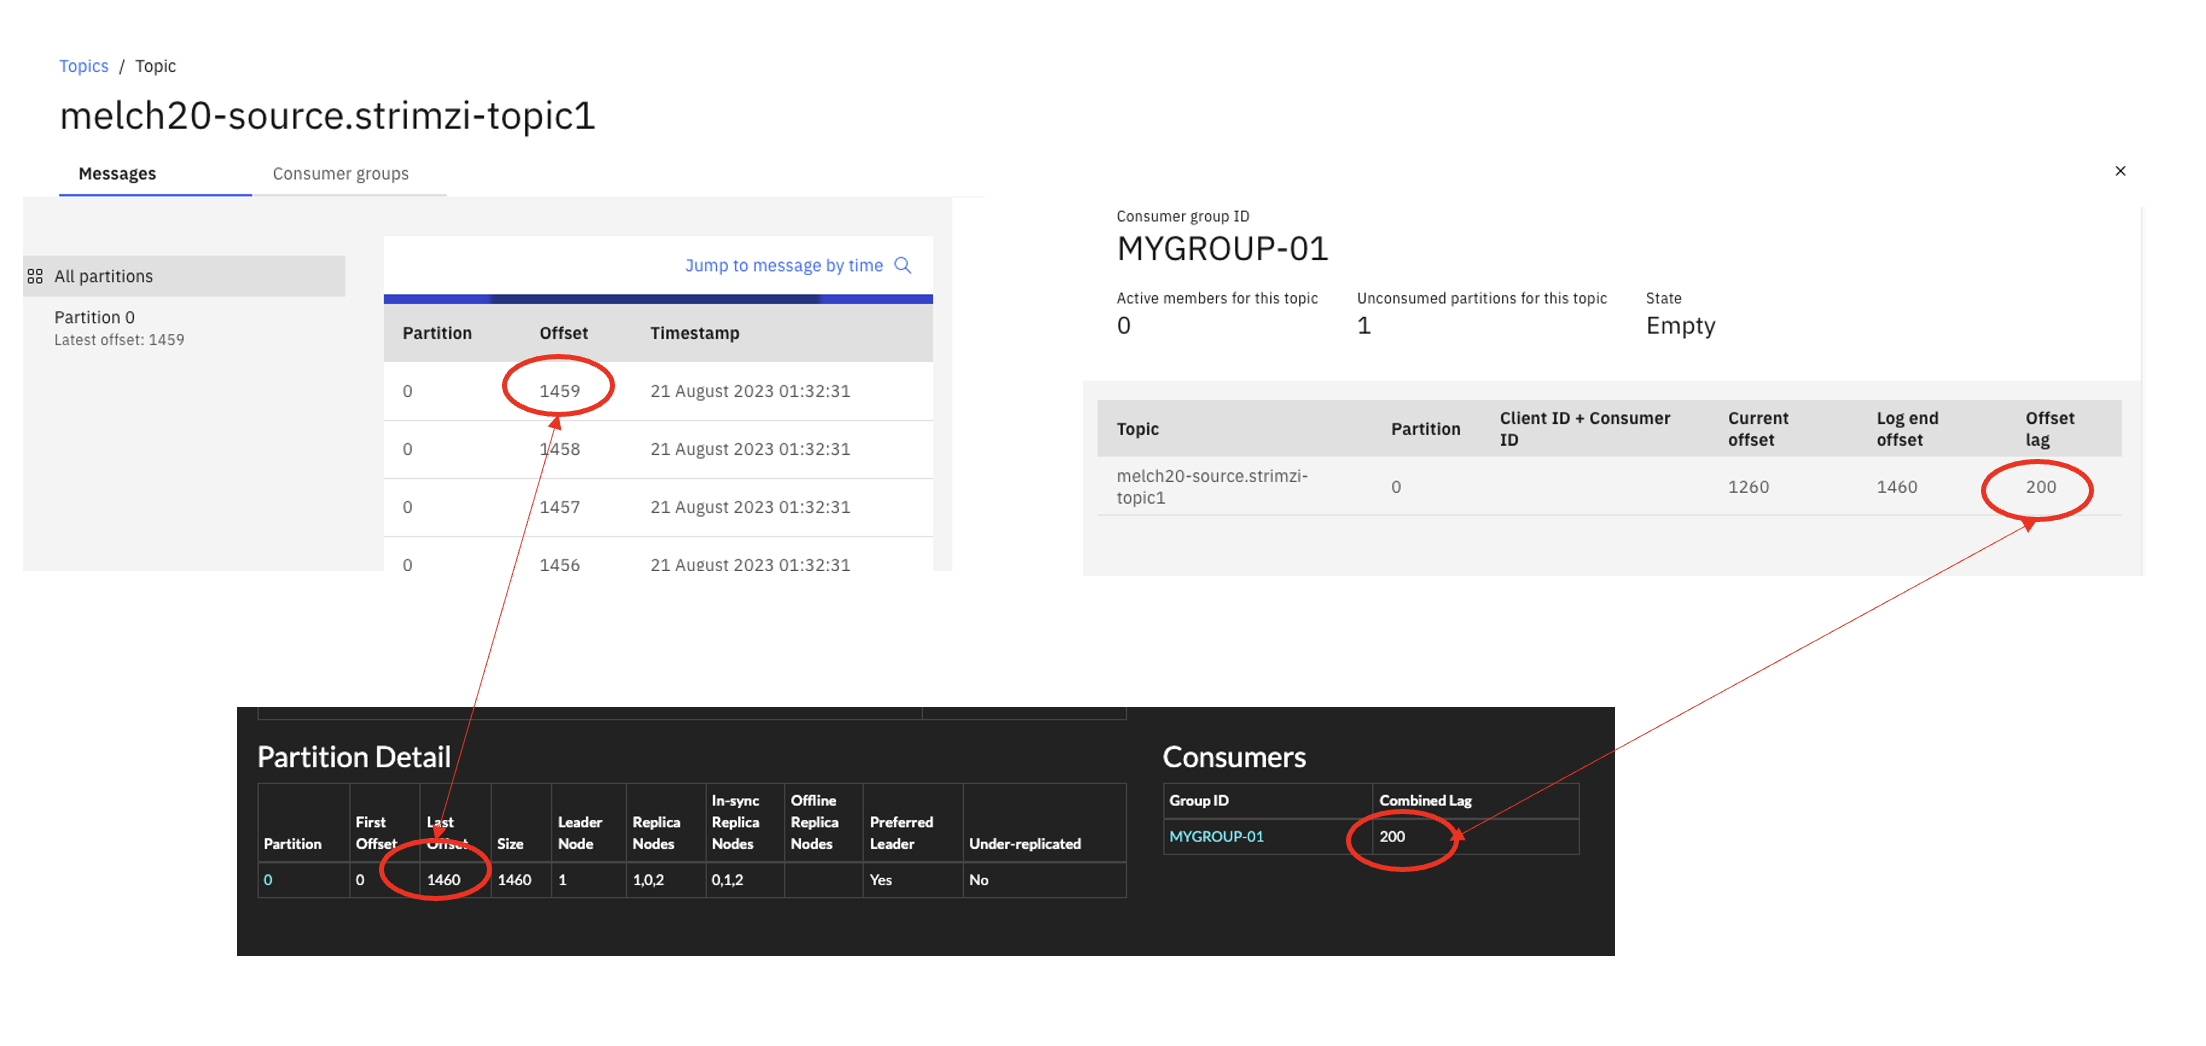 Topics / Topic
melch20-source.strimzi-topic1
Messages Consumer groups
All partitions
Partition 0
Latest offset: 1459
Jump to message by time
Partition Offset Timestamp
0 1459 21 August 2023 01:32:31
0 1458 21 August 2023 01:32:31
0 1457 21 August 2023 01:32:31
0 1456 21 August 2023 01:32:31
Consumer group ID
MYGROUP-01
Active members for this topic Unconsumed partitions for this topic State
0 1 Empty
Topic Partition Client ID + Consumer ID Current offset Log end offset Offset lag
melch20-source.strimzi-
topic1 0 1260 1460 200
Partition Detail
Partition First Offset Last Offset Size Leader Node Replica Nodes In-sync Replica Nodes Offline Replica Nodes Preferred Leader Under-replicated
0 0 1460 1460 1 1,0,2 0,1,2 Yes No
Consumers
Group ID Combined Lag
MYGROUP-01 200